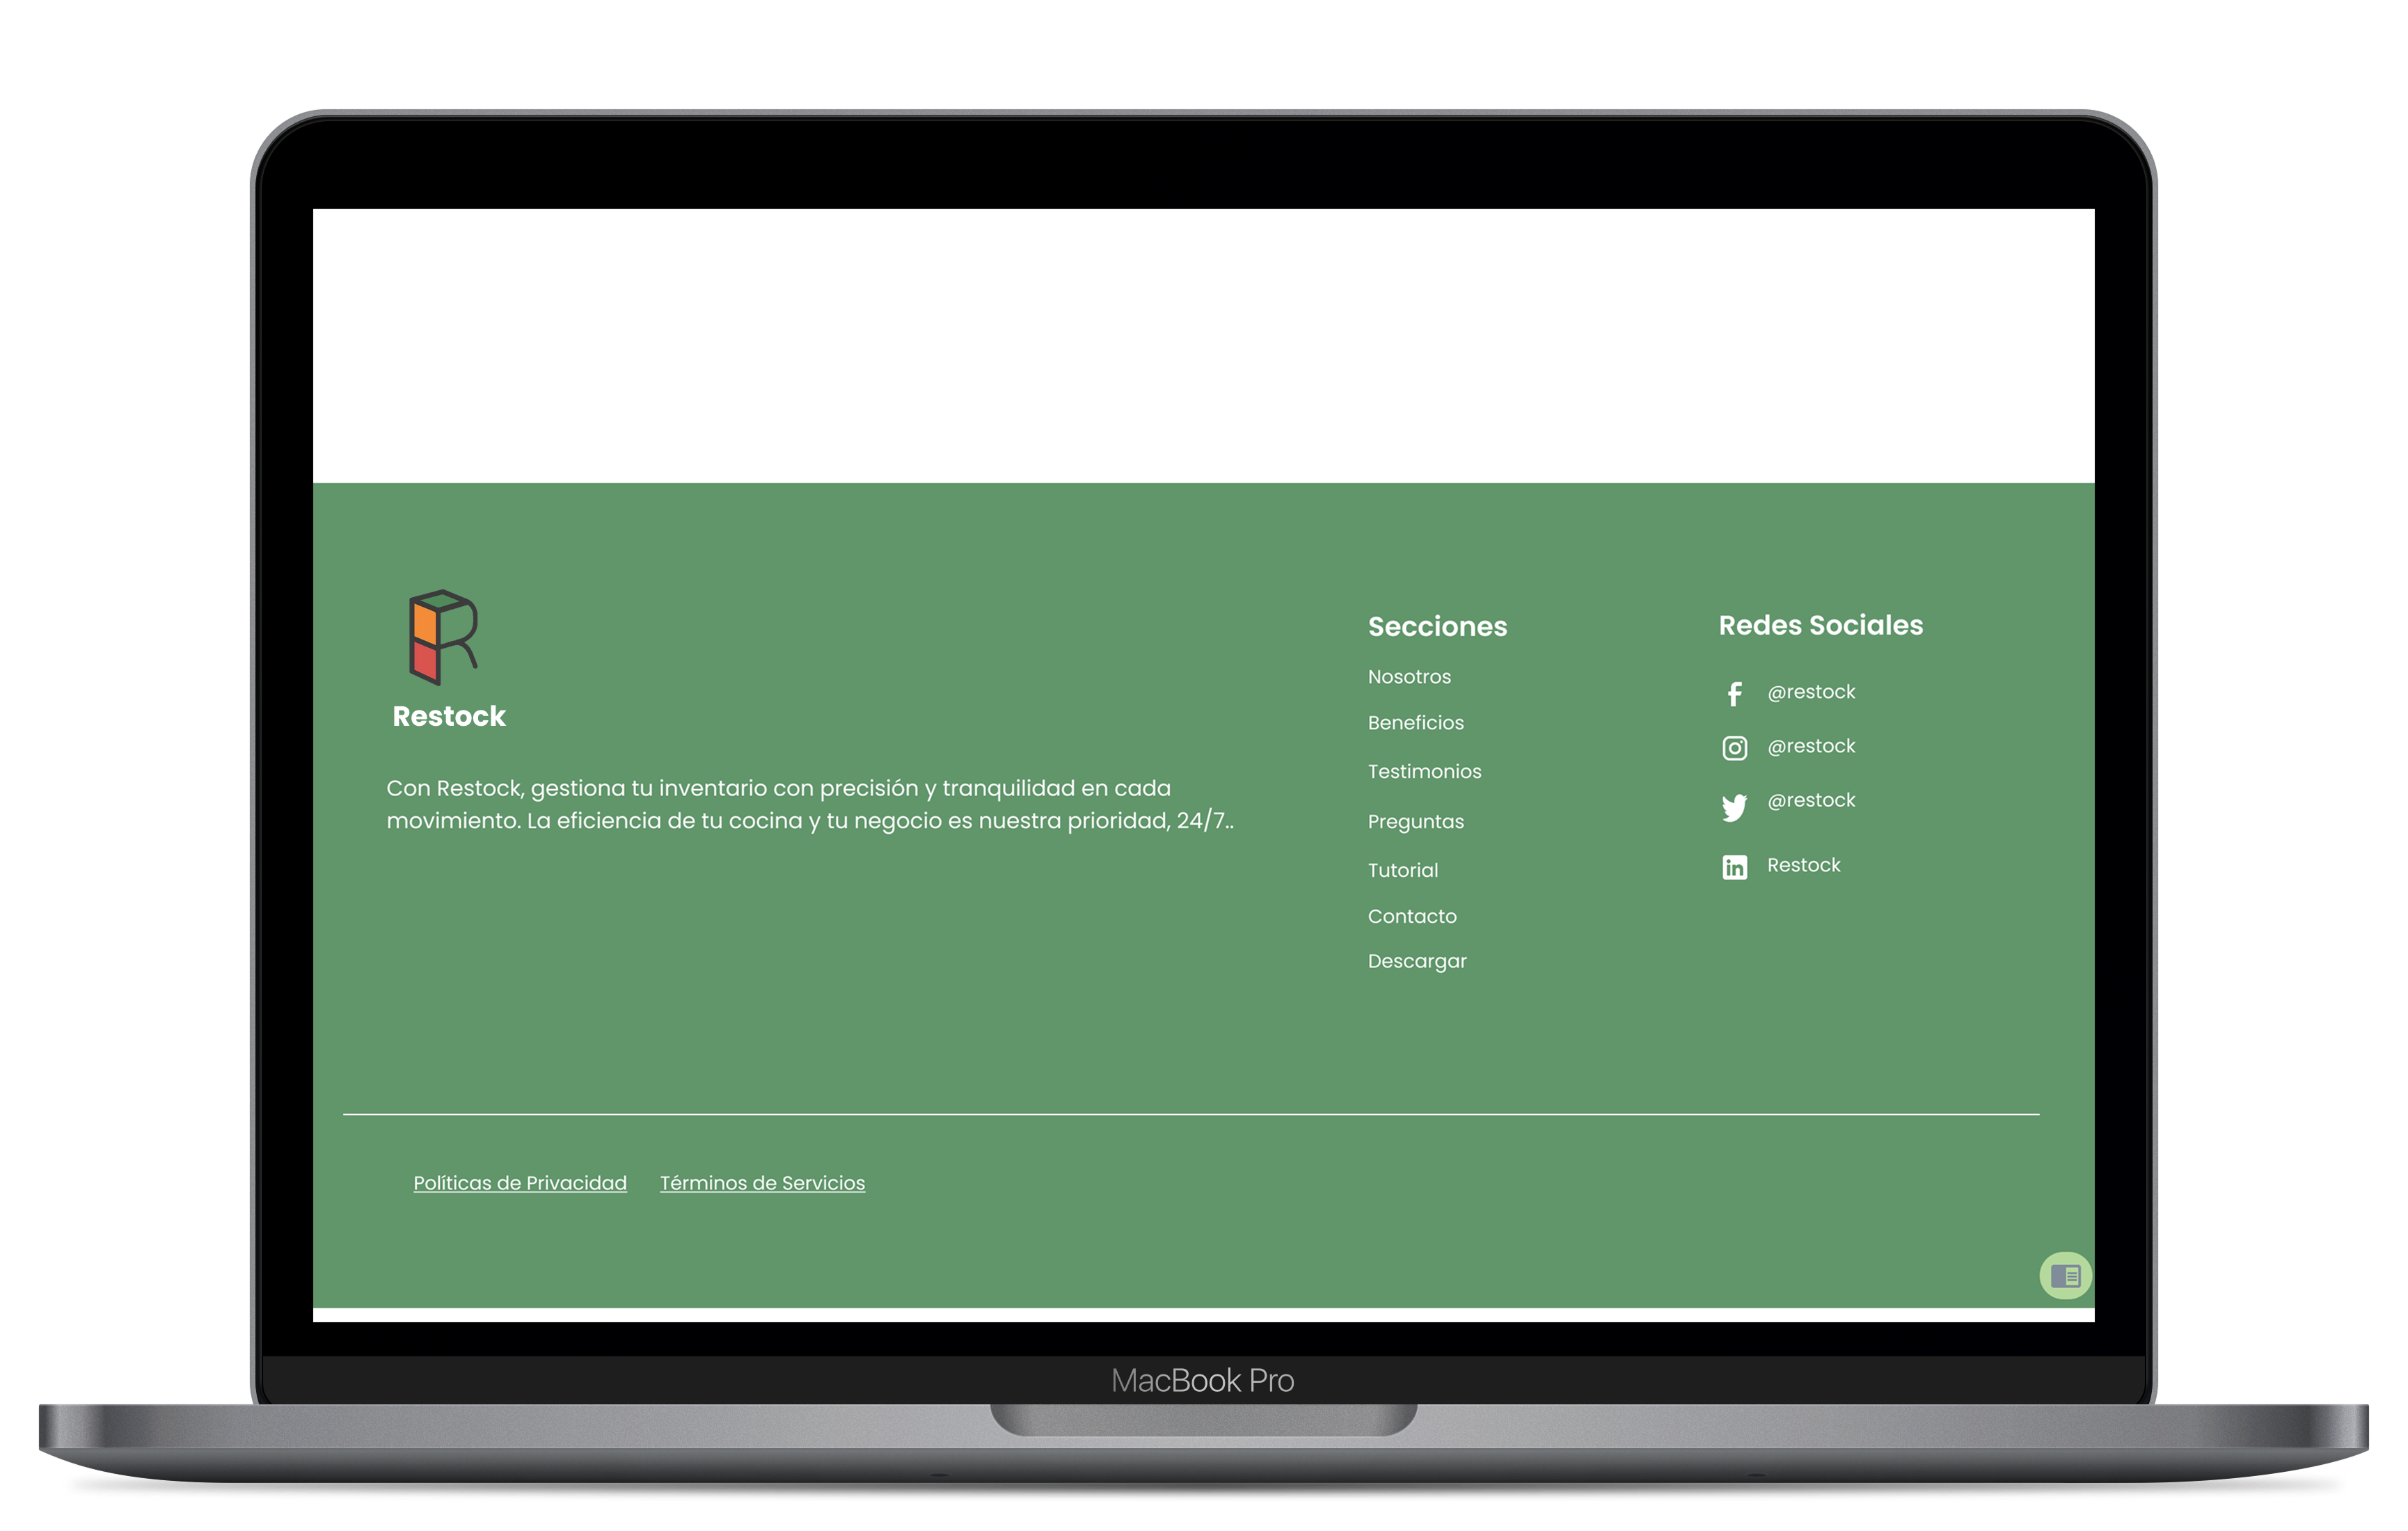 Restock
Con Restock, gestiona tu inventario con precisión y tranquilidad en cada
movimiento. La eficiencia de tu cocina y tu negocio es nuestra prioridad, 24/7..
Secciones
Nosotros
Beneficios
Testimonios
Preguntas
Tutorial
Contacto
Descargar
Redes Sociales
@restock
@restock
@restock
Restock
Políticas de Privacidad Términos de Servicios
MacBook Pro